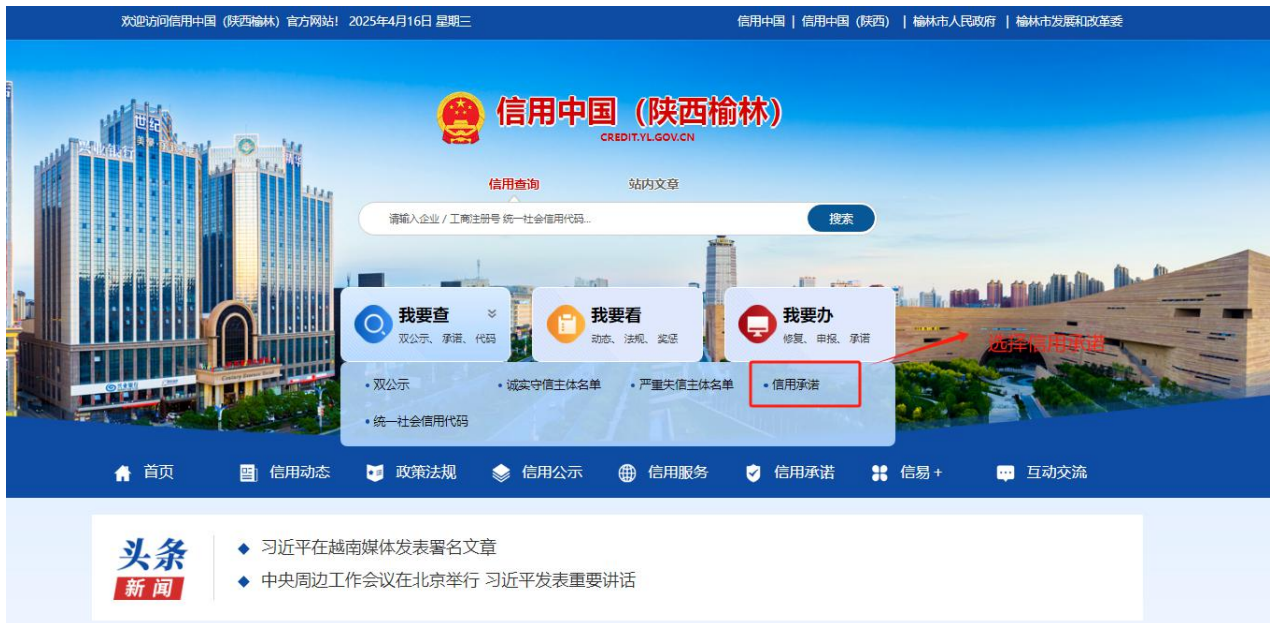 欢迎访问信用中国（陕西榆林）官方网站! 2025年4月16日 星期三
信用中国 | 信用中国（陕西） | 榆林市人民政府 | 榆林市发展和改革委
信用中国（陕西榆林）
CREDIT.YL.GOV.CN
信用查询 站内文章
请输入企业 / 工商注册号 统一社会信用代码... 搜索
我要查
双公示、承诺、代码
我要看
动态、法规、奖惩
我要办
修复、申报、承诺
选择信用承诺
• 双公示 • 诚实守信主体名单 • 严重失信主体名单 • 信用承诺
• 统一社会信用代码
首页 信用动态 政策法规 信用公示 信用服务 信用承诺 信易 + 互动交流
头条
新闻
◆ 习近平在越南媒体发表署名文章
◆ 中央周边工作会议在北京举行 习近平发表重要讲话